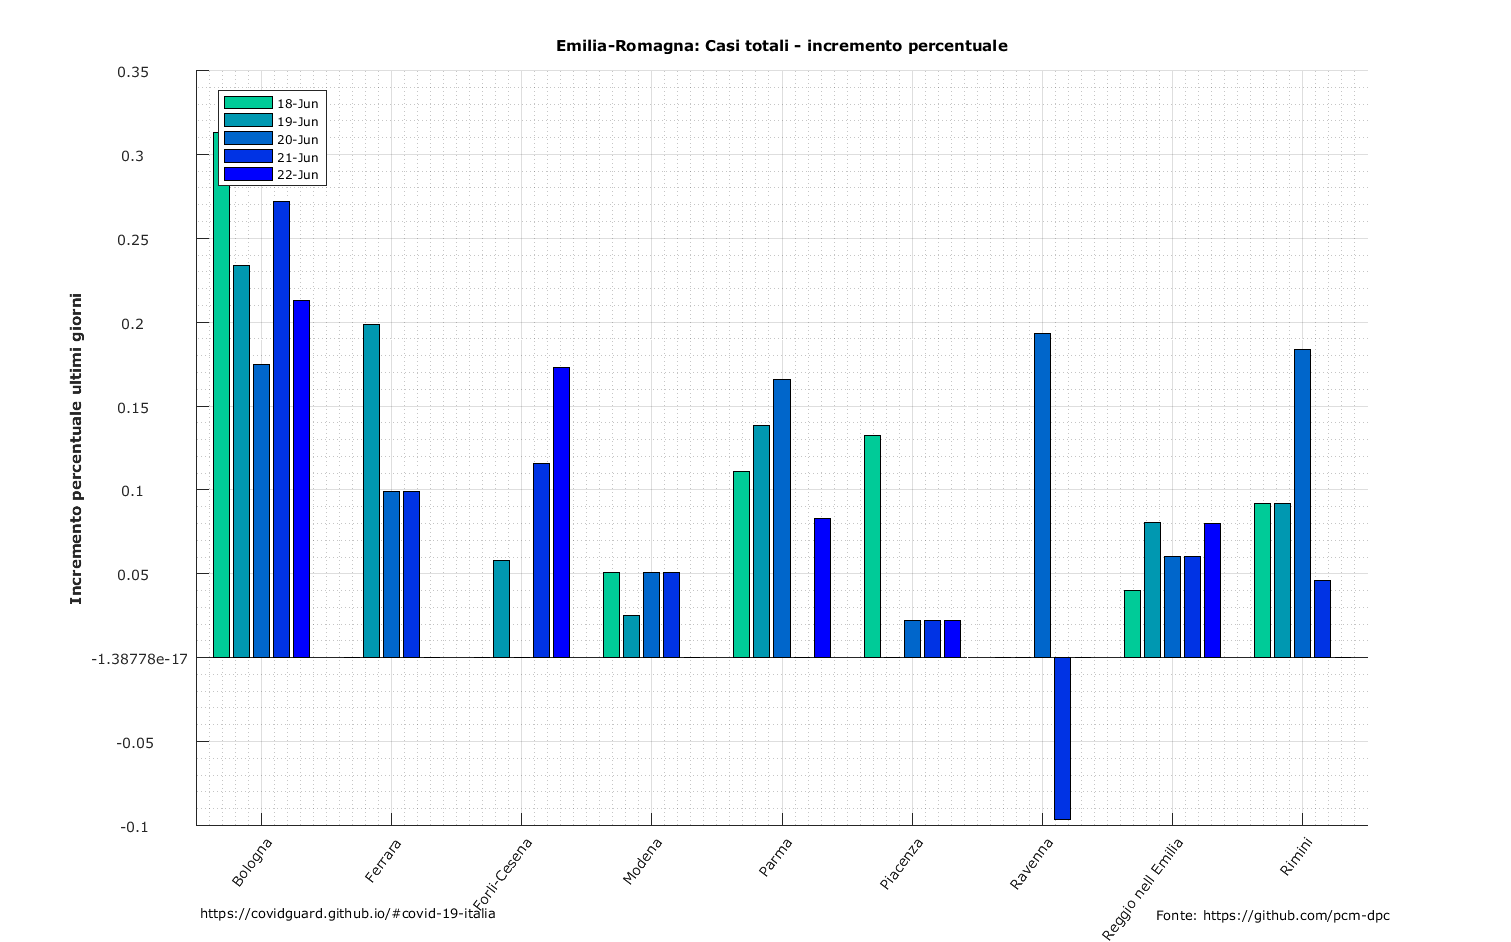 Emilia-Romagna: Casi totali - incremento percentuale
Incremento percentuale ultimi giorni
0.35
0.3
0.25
0.2
0.15
0.1
0.05
-1.38778e-17
-0.05
-0.1
18-Jun
19-Jun
20-Jun
21-Jun
22-Jun
Bologna
Ferrara
Forlì-Cesena
Modena
Parma
Piacenza
Ravenna
Reggio nell Emilia
Rimini
https://covidguard.github.io/#covid-19-italia
Fonte: https://github.com/pcm-dpc